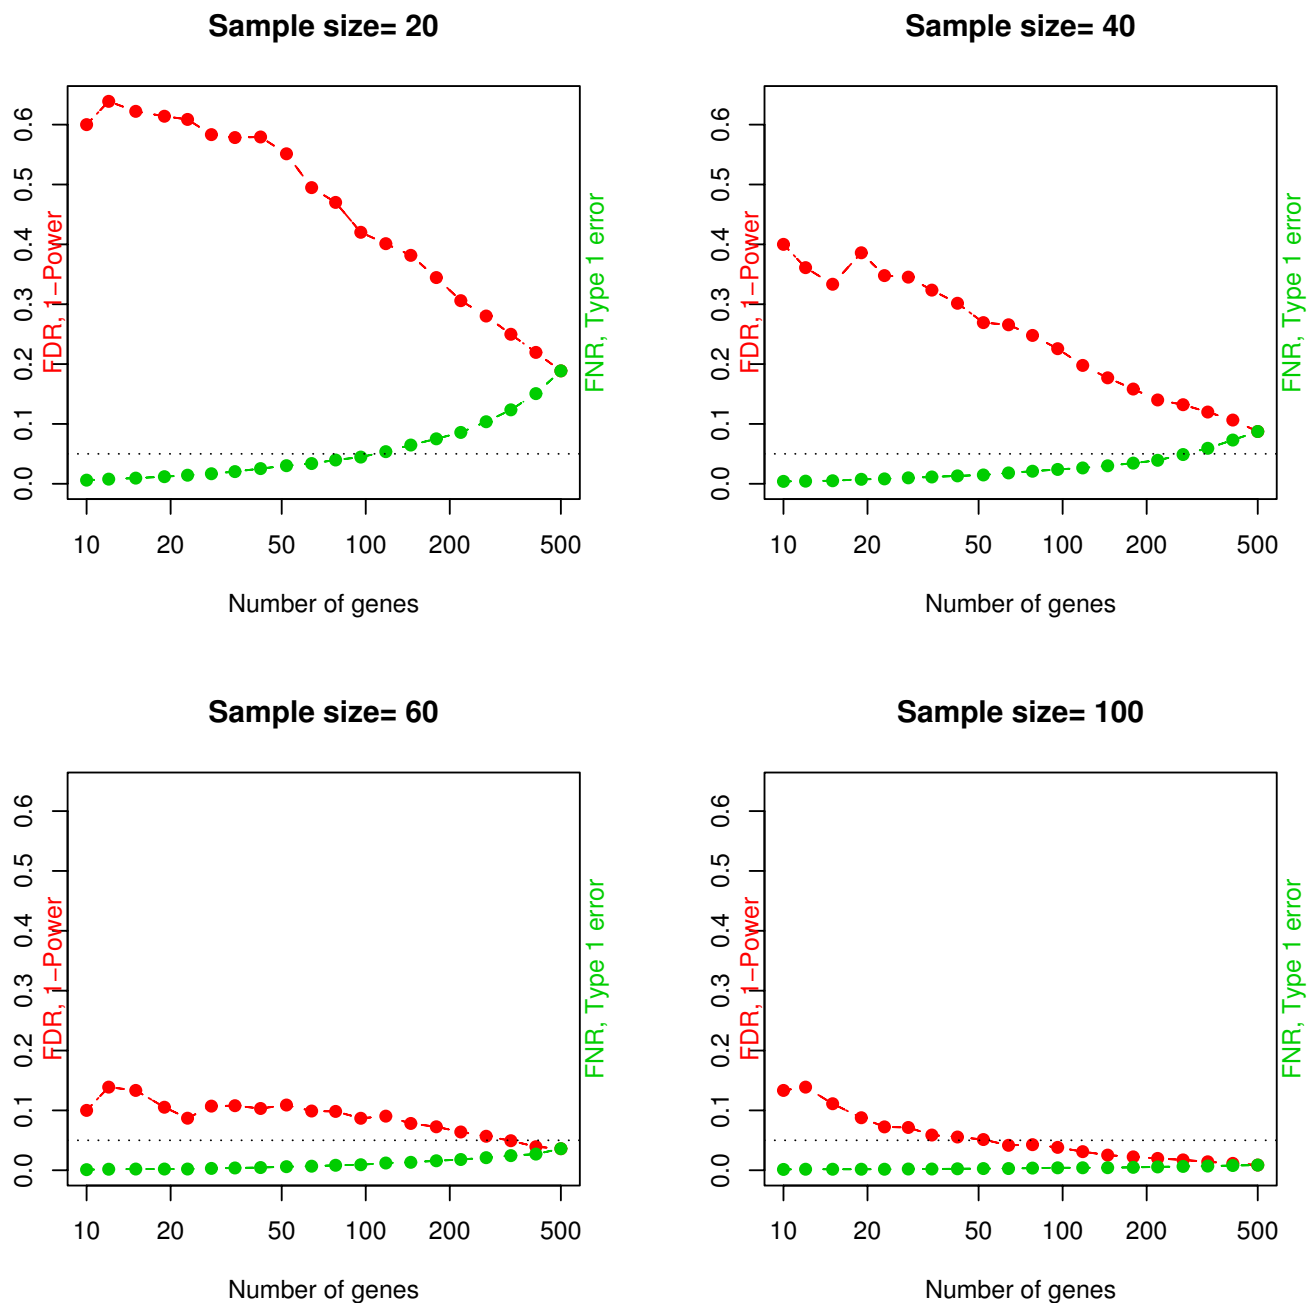 Sample size= 20
0.0 0.1 0.2 0.3 0.4 0.5 0.6
FDR, 1−Power
FNR, Type 1 error
10 20 50 100 200 500
Number of genes
Sample size= 40
0.0 0.1 0.2 0.3 0.4 0.5 0.6
FDR, 1−Power
FNR, Type 1 error
10 20 50 100 200 500
Number of genes
Sample size= 60
0.0 0.1 0.2 0.3 0.4 0.5 0.6
FDR, 1−Power
FNR, Type 1 error
10 20 50 100 200 500
Number of genes
Sample size= 100
0.0 0.1 0.2 0.3 0.4 0.5 0.6
FDR, 1−Power
FNR, Type 1 error
10 20 50 100 200 500
Number of genes